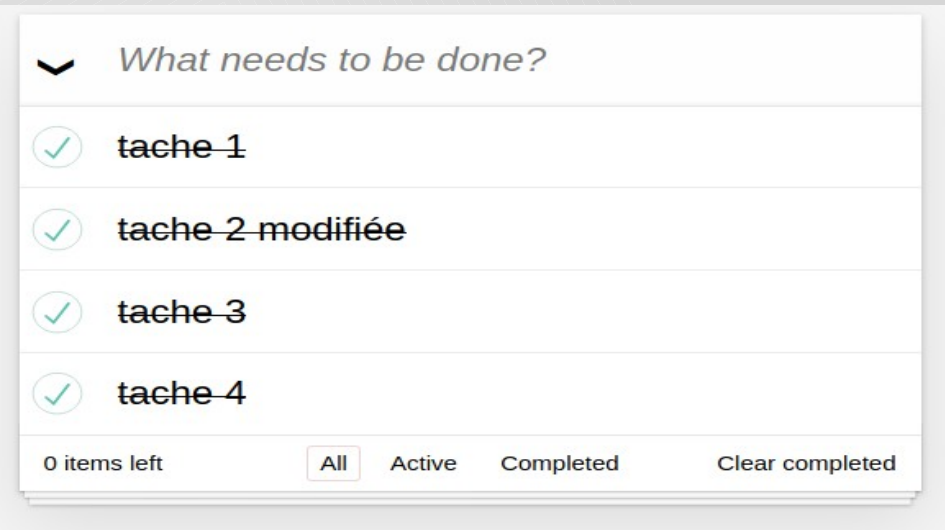 What needs to be done?
tache 1
tache 2 modifiée
tache 3
tache 4
0 items left All Active Completed Clear completed